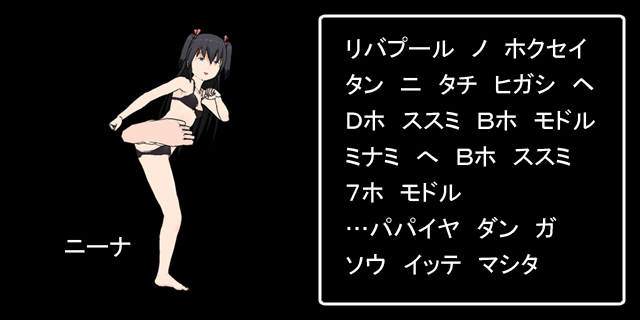 リバプール ノ ホクセイ
タン ニ タチ ヒガシ ヘ
Dホ ススミ Bホ モドル
ミナミ ヘ Bホ ススミ
7ホ モドル
…パパイヤ ダン ガ
ソウ イッテ マシタ
ニーナ